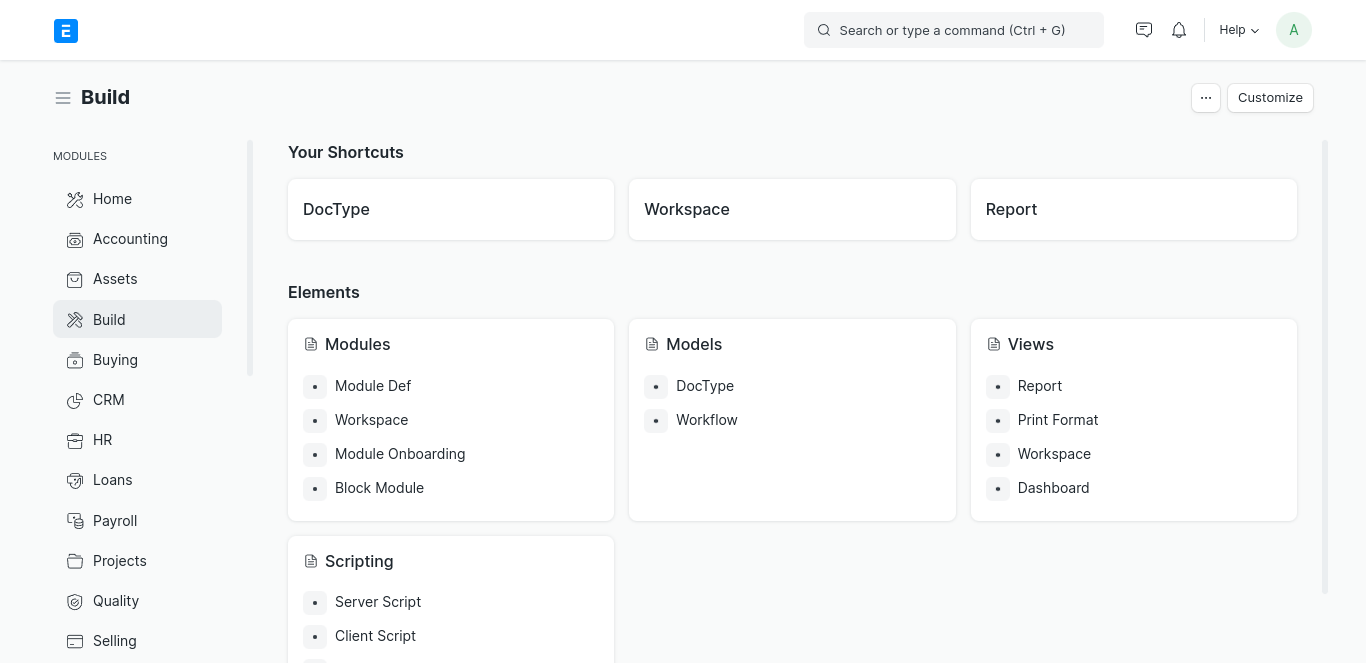 E
Search or type a command (Ctrl + G)
Help
A
Build
Customize
MODULES
Home
Accounting
Assets
Build
Buying
CRM
HR
Loans
Payroll
Projects
Quality
Selling
Your Shortcuts
DocType
Workspace
Report
Elements
Modules
Module Def
Workspace
Module Onboarding
Block Module
Models
DocType
Workflow
Views
Report
Print Format
Workspace
Dashboard
Scripting
Server Script
Client Script